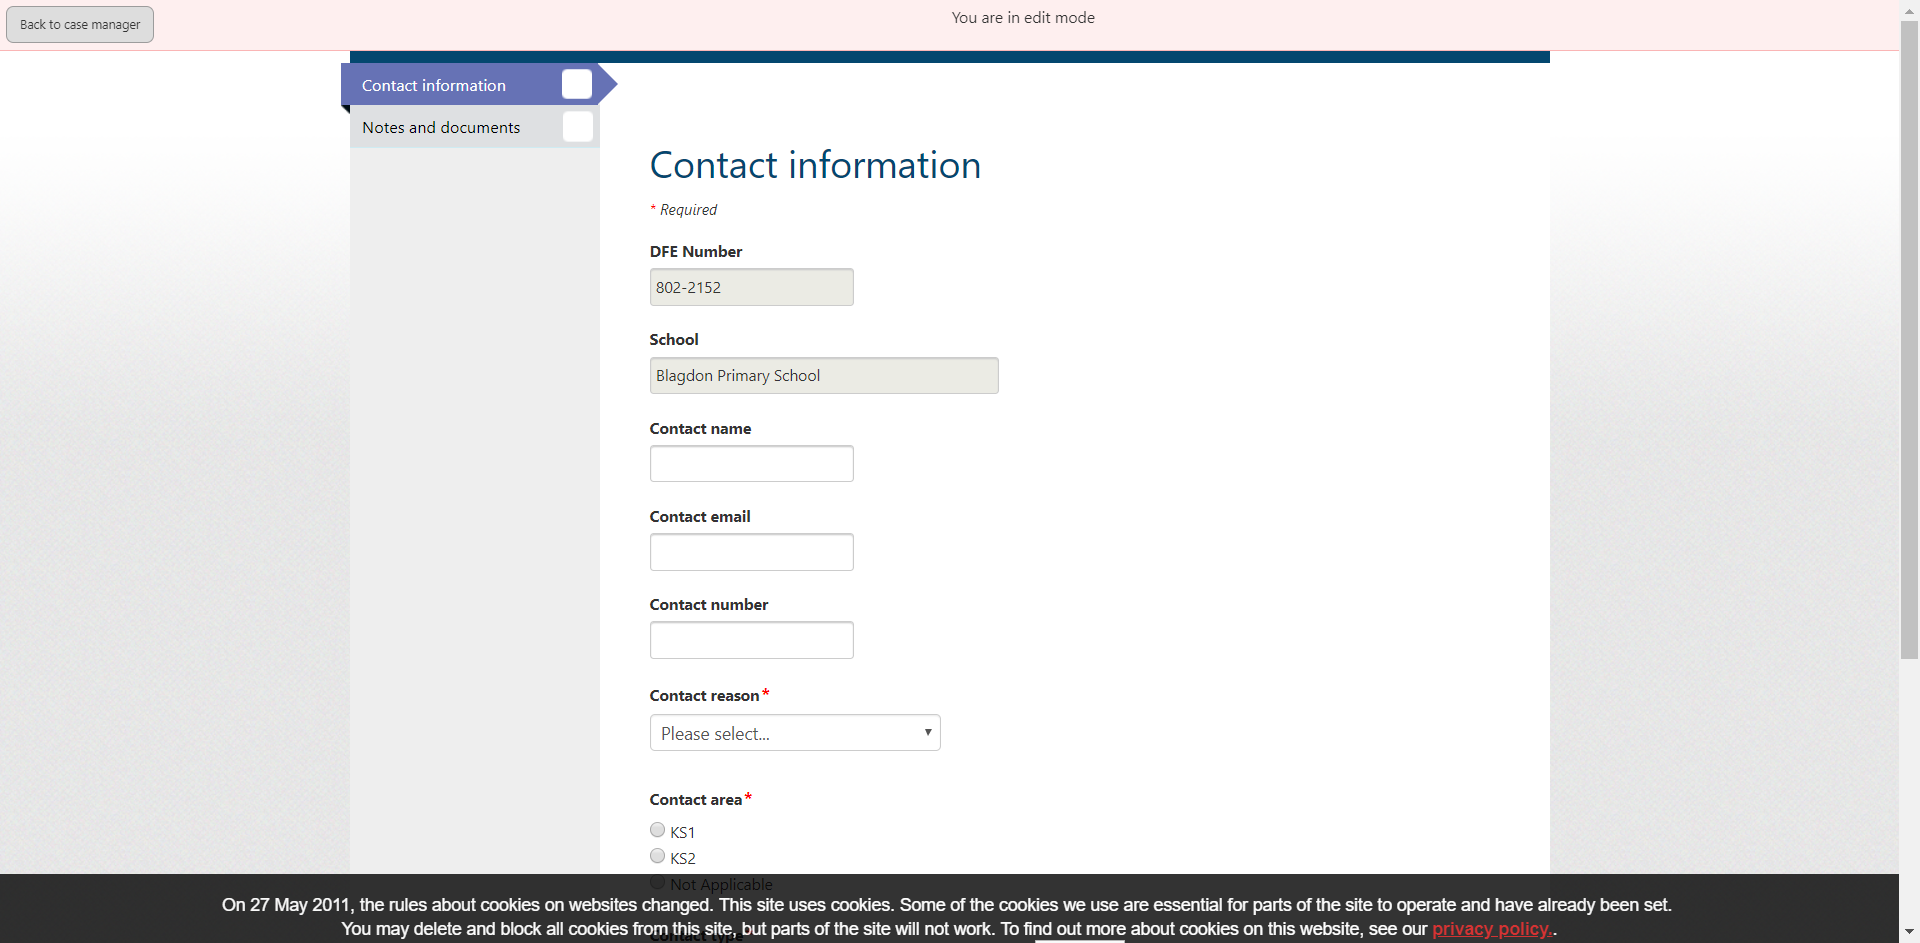 Back to case manager
You are in edit mode
Contact information
Notes and documents
Contact information
* Required
DFE Number
802-2152
School
Blagdon Primary School
Contact name
Contact email
Contact number
Contact reason*
Please select...
Contact area*
KS1
KS2
Not Applicable
On 27 May 2011, the rules about cookies on websites changed. This site uses cookies. Some of the cookies we use are essential for parts of the site to operate and have already been set.
You may delete and block all cookies from this site, but parts of the site will not work. To find out more about cookies on this website, see our privacy policy..
Contact type